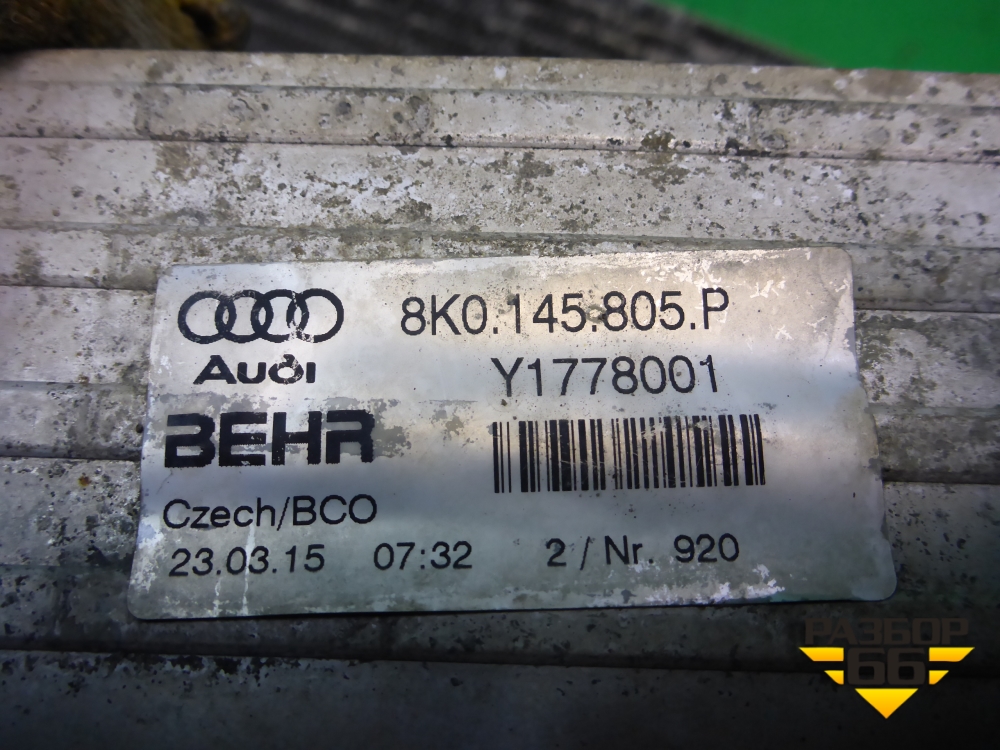 8K0.145.805.P
Audi
Y1778001
BEHR
Czech/BCO
23.03.15 07:32 2 / Nr. 920
РАЗБОР
66